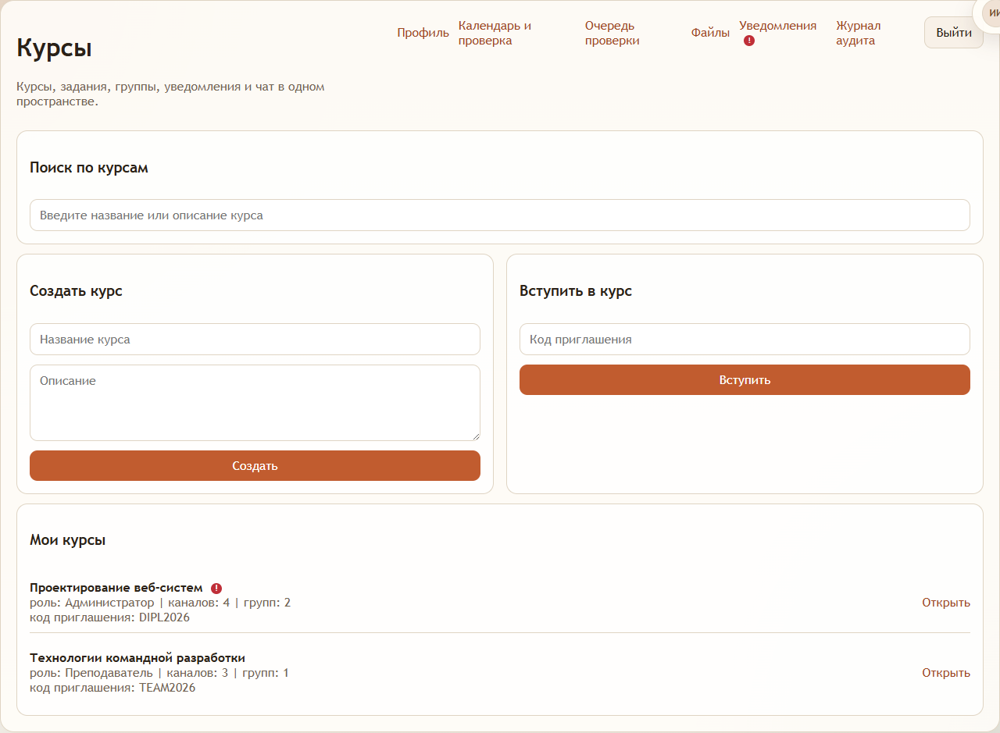 Курсы
Профиль
Календарь и
проверка
Очередь
проверки
Файлы
Уведомления
!
Журнал
аудита
Выйти
Курсы, задания, группы, уведомления и чат в одном
пространстве.
Поиск по курсам
Введите название или описание курса
Создать курс
Название курса
Описание
Создать
Вступить в курс
Код приглашения
Вступить
Мои курсы
Проектирование веб-систем !
роль: Администратор | каналов: 4 | групп: 2
код приглашения: DIPL2026
Открыть
Технологии командной разработки
роль: Преподаватель | каналов: 3 | групп: 1
код приглашения: TEAM2026
Открыть